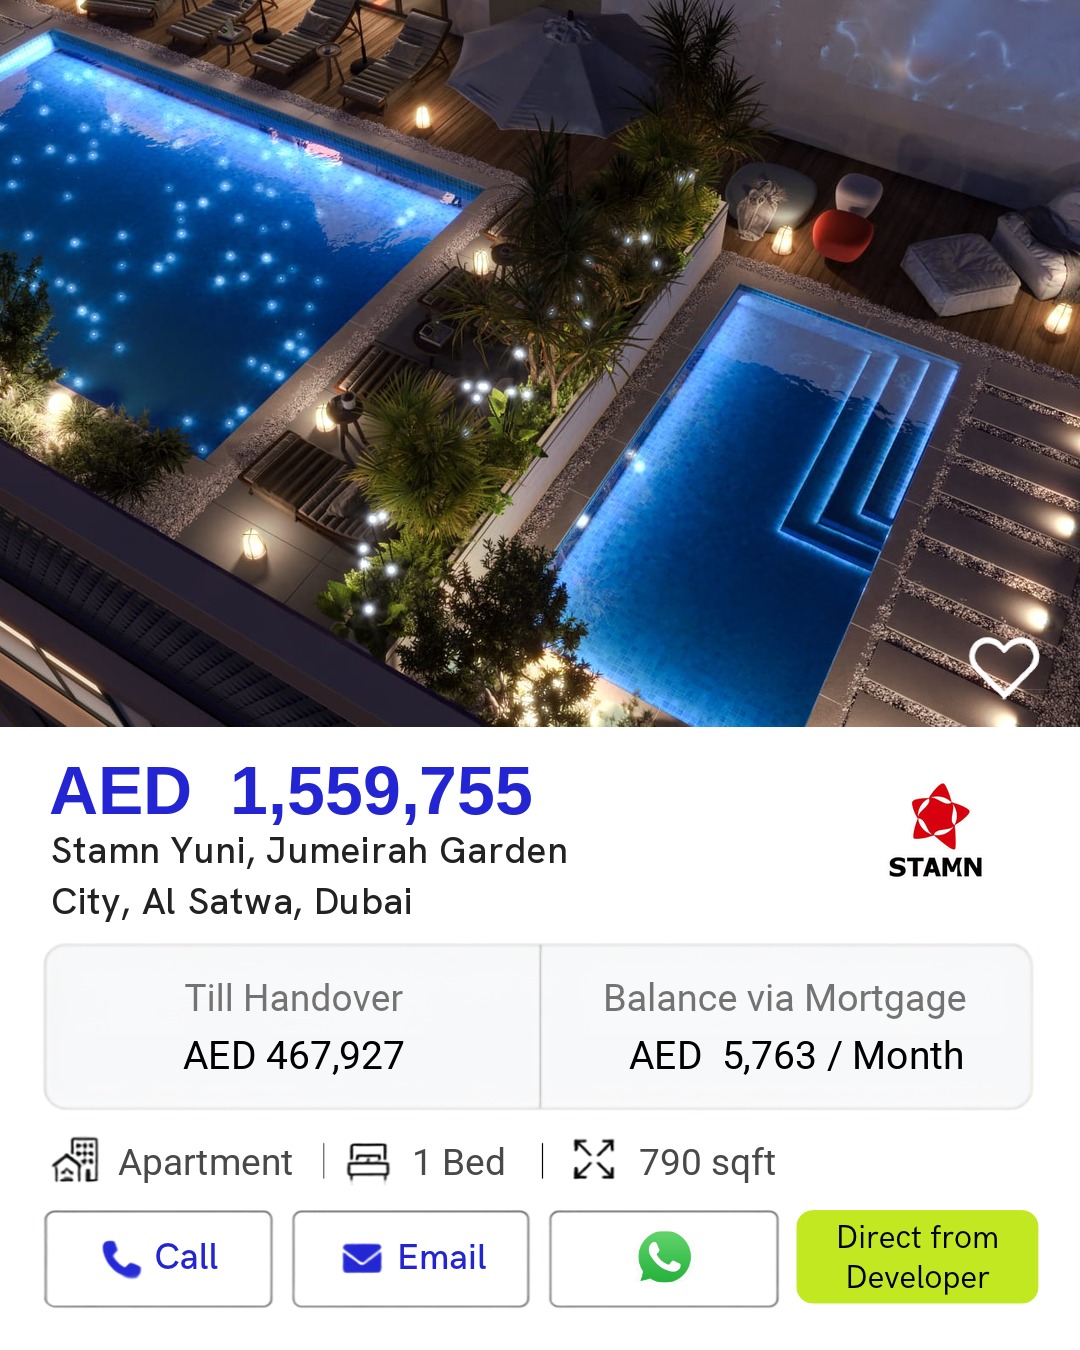 AED 1,559,755
Stamn Yuni, Jumeirah Garden
City, Al Satwa, Dubai
STAMN
Till Handover
AED 467,927
Balance via Mortgage
AED 5,763 / Month
Apartment
1 Bed
790 sqft
Call
Email
Direct from
Developer